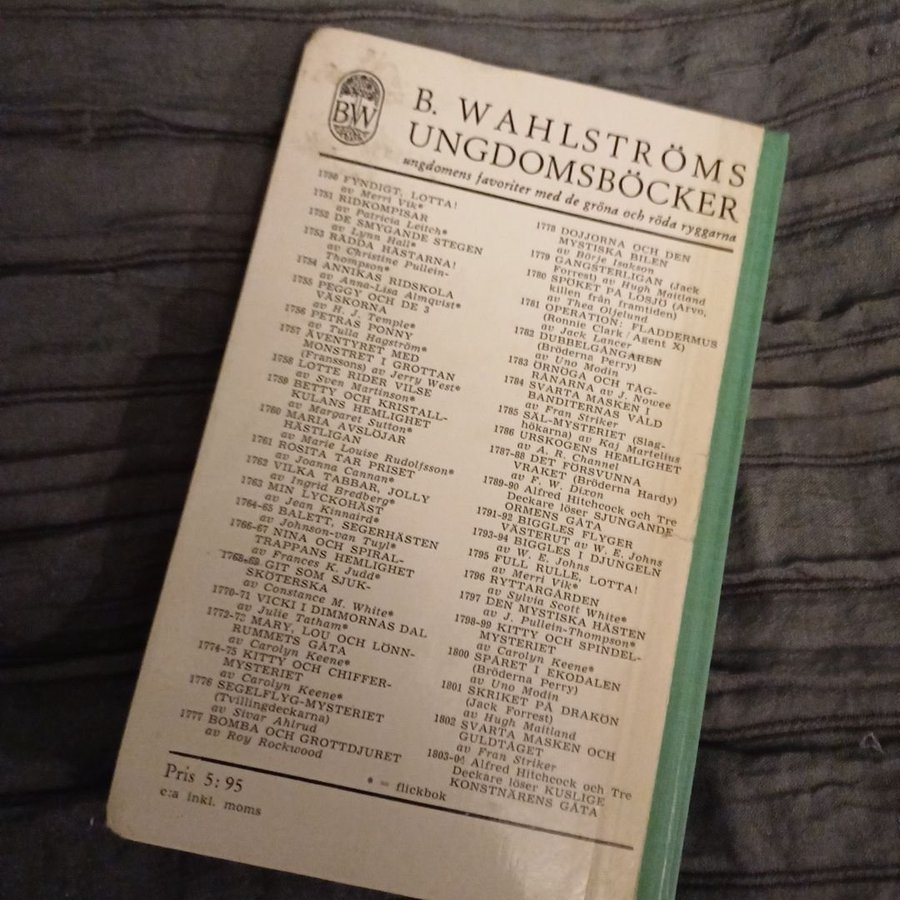 BW
B. WAHLSTRÖMS
UNGDOMSBÖCKER
ungdomens favoriter med de gröna och röda ryggarna
1750 FYNDIGT, LOTTA!
av Merri Vik*
1751 RIDKOMPISAR
av Patricia Leitch*
1752 DE SMYGANDE STEGEN
av Lynn Hall*
1753 RÄDDA HÄSTARNA!
av Christine Pullein-
Thompson*
1754 ANNIKAS RIDSKOLA
av Anna-Lisa Almqvist*
1755 PEGGY OCH DE 3
VÄSKORNA
av H. J. Temple*
1756 PETRAS PONNY
av Tulla Hagström*
1757 ÄVENTYRET MED
MONSTRET I GROTTAN
(Franssons) av Jerry West*
1758 LOTTE RIDER VILSE
av Sven Martinson*
1759 BETTY OCH KRISTALL-
KULANS HEMLIGHET
av Margaret Sutton*
1760 MARIA AVSLÖJAR
HÄSTLIGAN
av Marie Louise Rudolfsson*
1761 ROSITA TAR PRISET
av Joanna Cannan*
1762 VILKA TABBAR, JOLLY
av Ingrid Bredberg*
1763 MIN LYCKOHÄST
av Jean Kinnaird*
1764-65 BALETT, SEGERHÄSTEN
av Johnson-van Tuyl*
1766-67 NINA OCH SPIRAL-
TRAPPANS HEMLIGHET
av Frances K. Judd*
1768-69 GIT SOM SJUK-
SKÖTERSKA
av Constance M. White*
1770-71 VICKI I DIMMORNAS DAL
av Julie Tatham*
1772-73 MARY, LOU OCH LÖNN-
RUMMETS GÅTA
av Carolyn Keene*
1774-75 KITTY OCH CHIFFER-
MYSTERIET
av Carolyn Keene*
1776 SEGELFLYG-MYSTERIET
(Tvillingdeckarna)
av Sivar Ahlrud
1777 BOMBA OCH GROTTDJURET
av Roy Rockwood
1778 DOJJORNA OCH DEN
MYSTISKA BILEN
av Börje Isakson
1779 GANGSTERLIGAN (Jack
Forrest) av Hugh Maitland
1780 SPÖKET PÅ LÖSJÖ (Arvo,
killen från framtiden)
av Thea Oljelund
1781 OPERATION: FLADDERMUS
(Ronnie Clark/Agent X)
av Jack Lancer
1782 DUBBELGÅNGAREN
(Bröderna Perry)
av Uno Modin
1783 ÖRNÖGA OCH TÅG-
RÅNARNA av J. Nowee
1784 SVARTA MASKEN I
BANDITERNAS VÅLD
av Fran Striker
1785 SÄL-MYSTERIET (Slag-
hökarna) av Kaj Martelius
1786 URSKOGENS HEMLIGHET
av A. R. Channel
1787-88 DET FÖRSVUNNA
VRAKET (Bröderna Hardy)
av F. W. Dixon
1789-90 Alfred Hitchcock och Tre
Deckare löser SJUNGANDE
ORMENS GÅTA
1791-92 BIGGLES FLYGER
VÄSTERUT av W. E. Johns
1793-94 BIGGLES I DJUNGELN
av W. E. Johns
1795 FULL RULLE, LOTTA!
av Merri Vik*
1796 RYTTARGÅRDEN
av Sylvia Scott White*
1797 DEN MYSTISKA HÄSTEN
av J. Pullein-Thompson*
1798-99 KITTY OCH SPINDEL-
MYSTERIET
av Carolyn Keene*
1800 SPÅRET I EKODALEN
(Bröderna Perry)
av Uno Modin
1801 SKRIKET PÅ DRAKÖN
(Jack Forrest)
av Hugh Maitland
1802 SVARTA MASKEN OCH
GULDTÅGET
av Fran Striker
1803-04 Alfred Hitchcock och Tre
Deckare löser KUSLIGE
KONSTNÄRENS GÅTA
* = flickbok
Pris 5:95
c:a inkl. moms